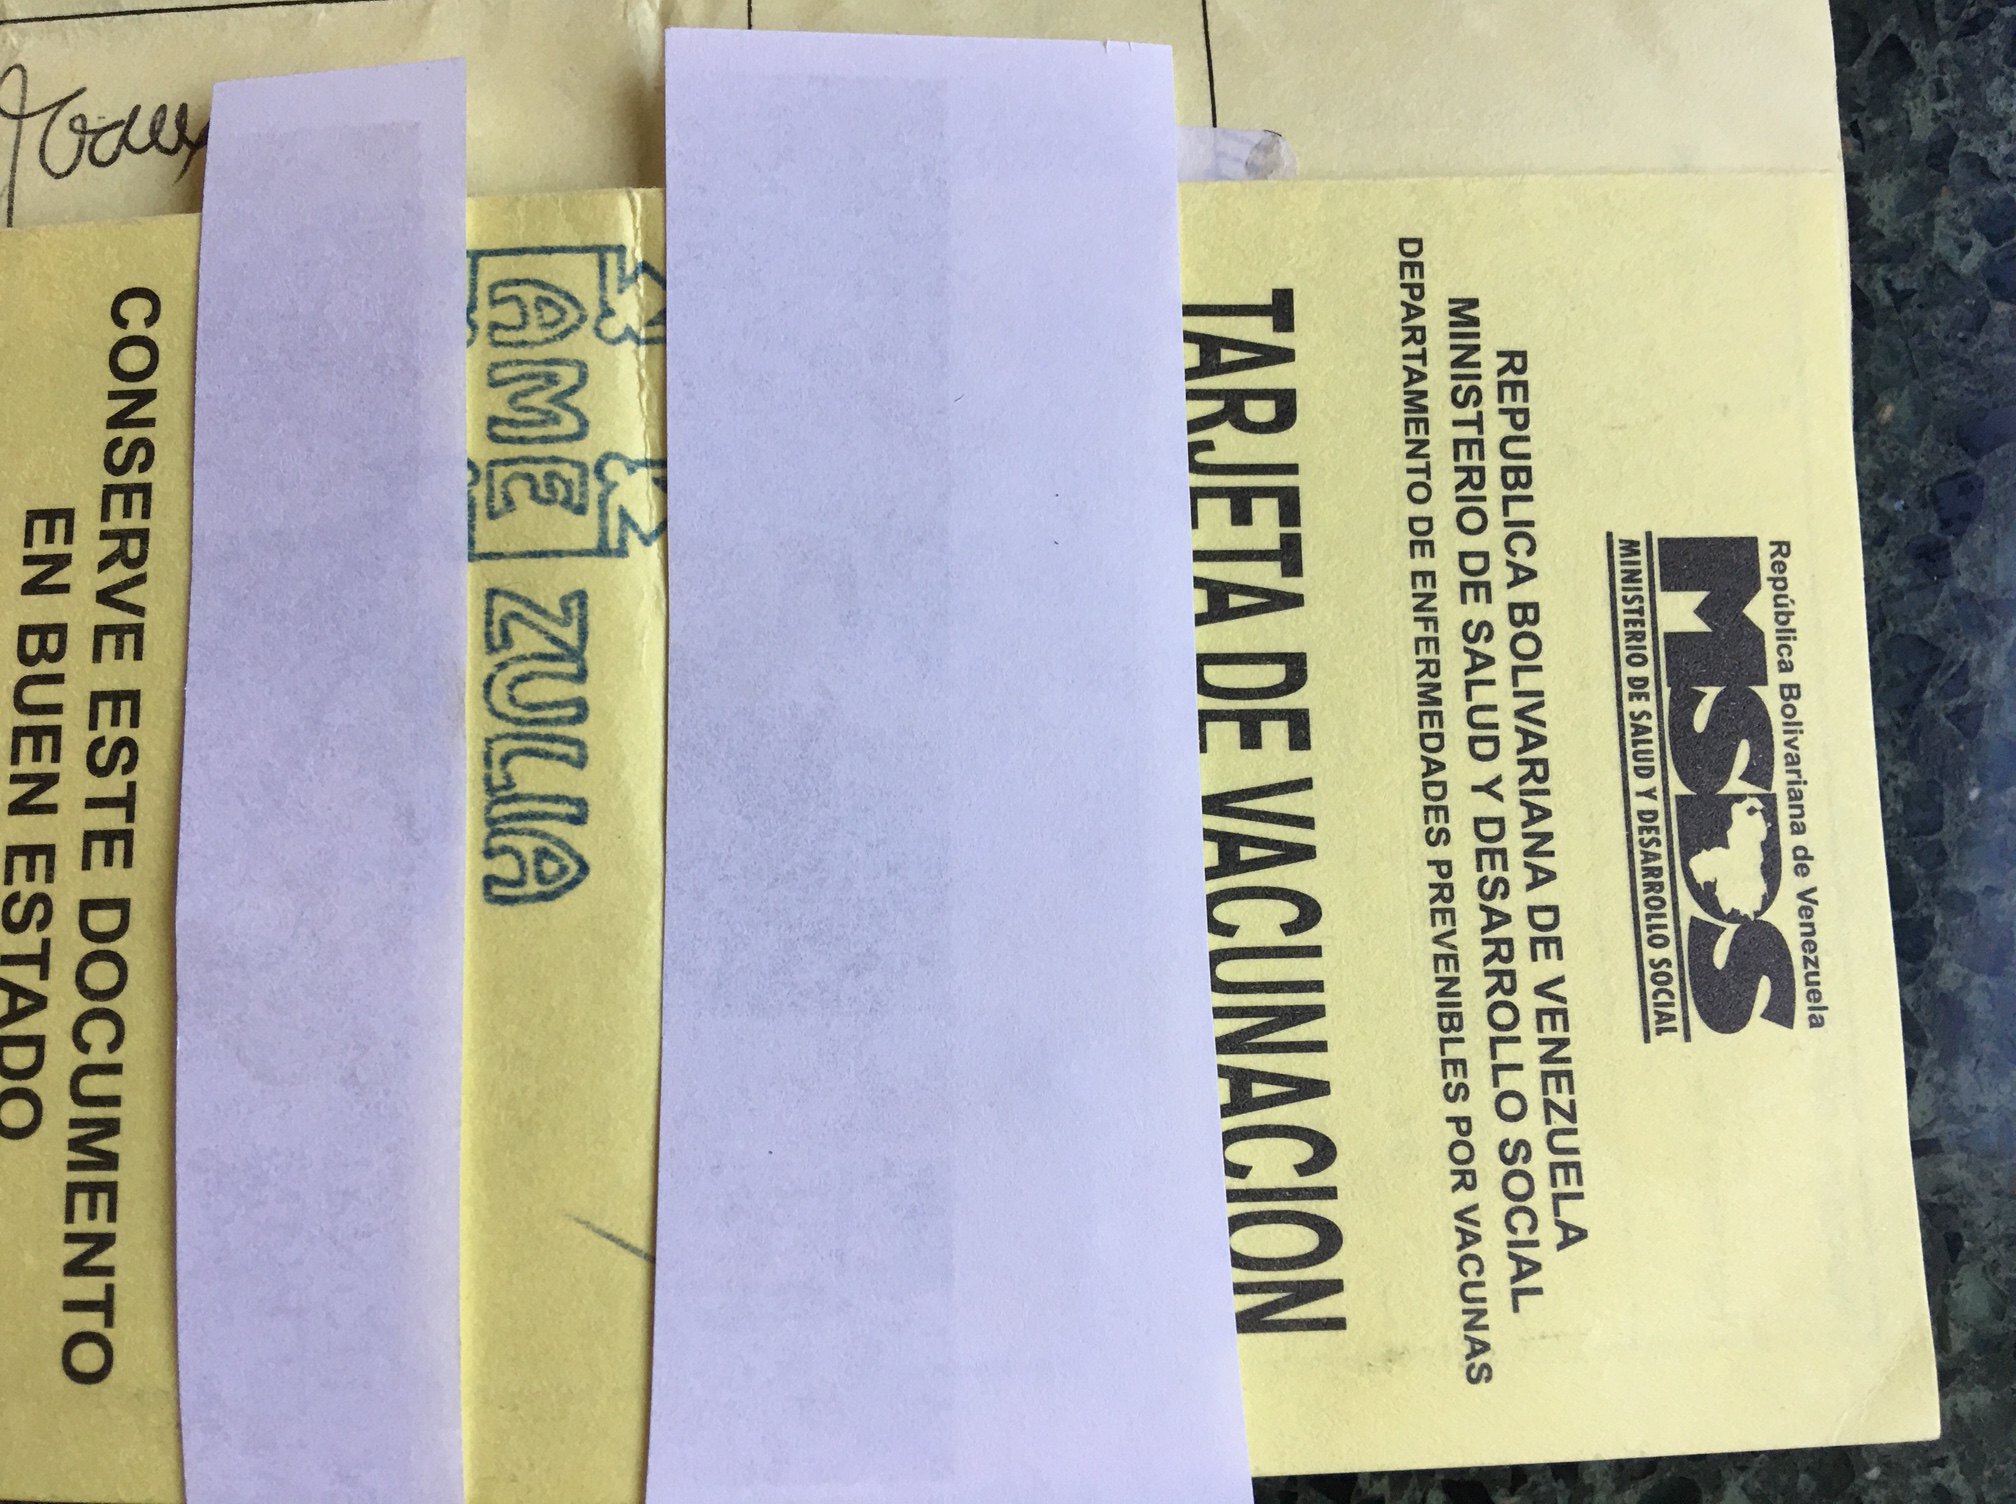 República Bolivariana de Venezuela
MSDS
MINISTERIO DE SALUD Y DESARROLLO SOCIAL
REPUBLICA BOLIVARIANA DE VENEZUELA
MINISTERIO DE SALUD Y DESARROLLO SOCIAL
DEPARTAMENTO DE ENFERMEDADES PREVENIBLES POR VACUNAS
TARJETA DE VACUNACION
AME ZULIA
CONSERVE ESTE DOCUMENTO
EN BUEN ESTADO